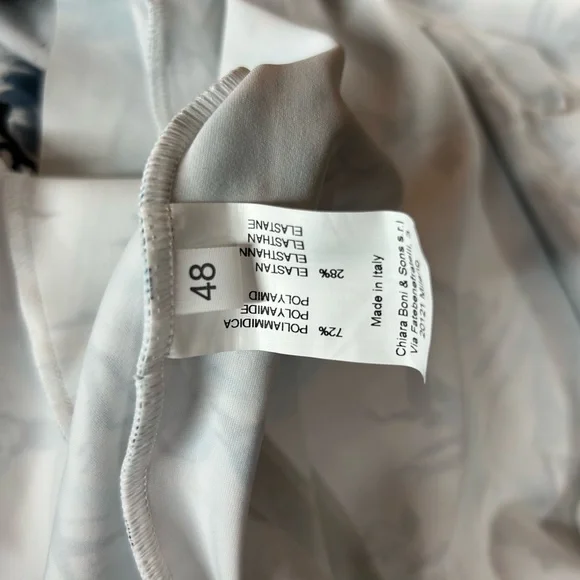 48
72% POLIAMMIDICA
POLYAMIDE
POLYAMID
28% ELASTAN
ELASTHANN
ELASTHAN
ELASTANE
Made in Italy
Chiara Boni & Sons s.r.l
Via Fatebenefratelli, 3
20121 Milano